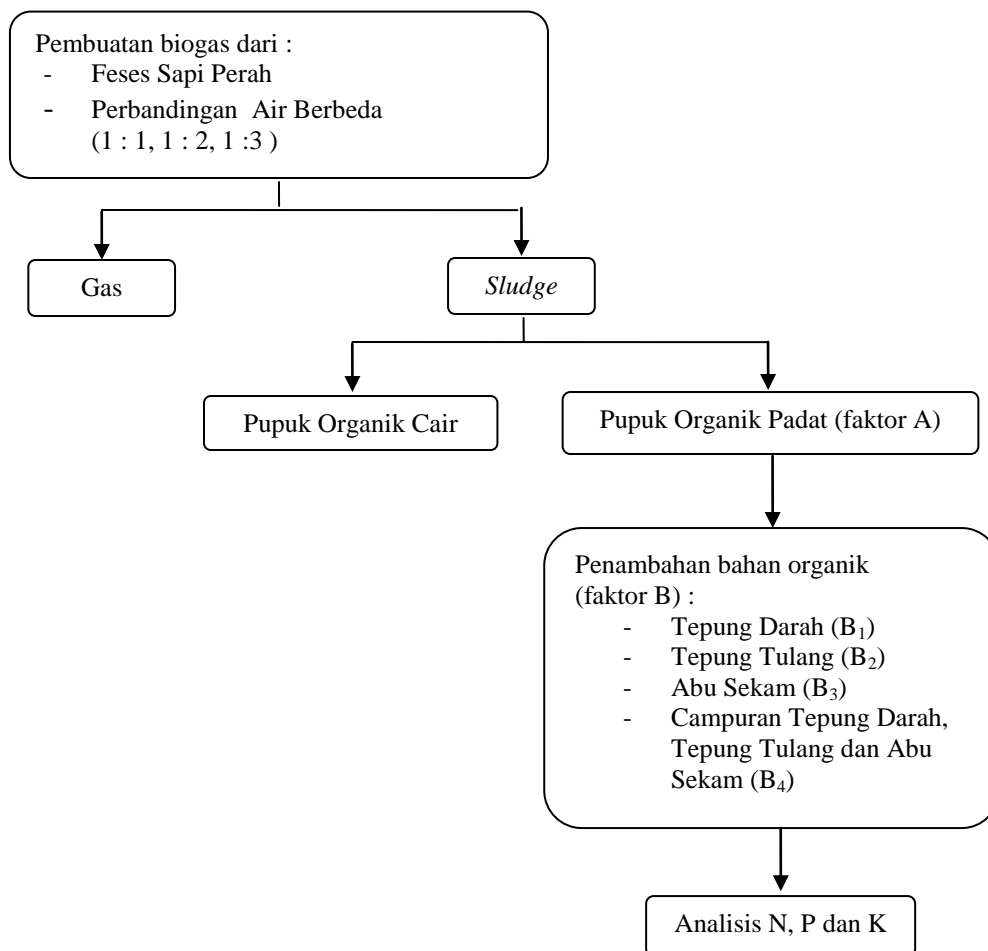 Pembuatan biogas dari :
- Feses Sapi Perah
- Perbandingan Air Berbeda
(1 : 1, 1 : 2, 1 :3 )
Gas
Sludge
Pupuk Organik Cair
Pupuk Organik Padat (faktor A)
Penambahan bahan organik
(faktor B) :
- Tepung Darah (B₁)
- Tepung Tulang (B₂)
- Abu Sekam (B₃)
- Campuran Tepung Darah,
Tepung Tulang dan Abu
Sekam (B₄)
Analisis N, P dan K